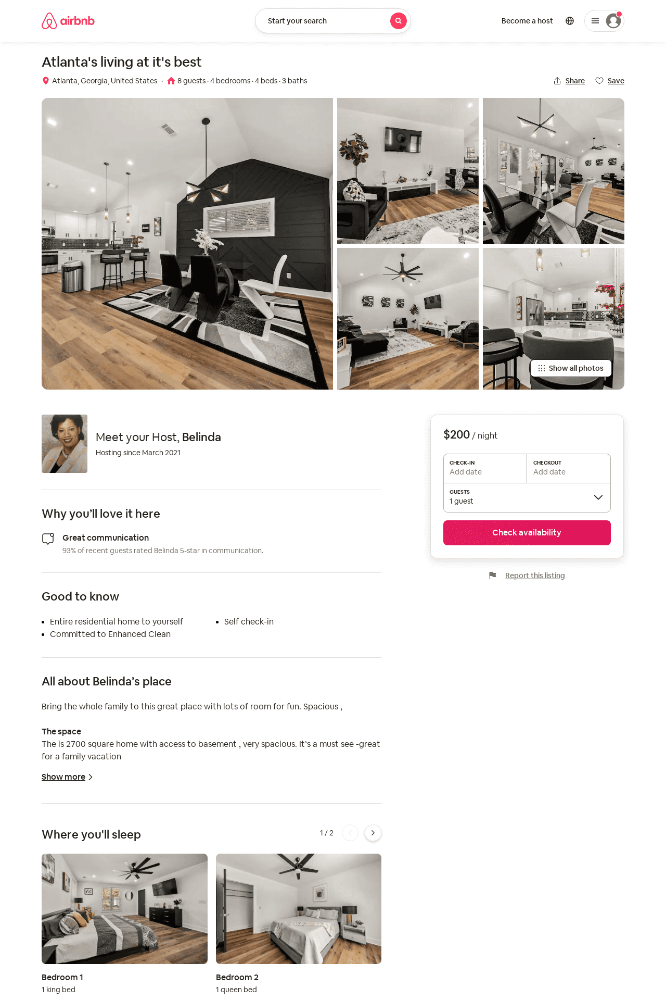 airbnb
Start your search
Become a host
Atlanta's living at it's best
Atlanta, Georgia, United States · 8 guests · 4 bedrooms · 4 beds · 3 baths
Share
Save
Show all photos
Meet your Host, Belinda
Hosting since March 2021
$200 / night
CHECK-IN
Add date
CHECKOUT
Add date
GUESTS
1 guest
Check availability
Report this listing
Why you’ll love it here
Great communication
93% of recent guests rated Belinda 5-star in communication.
Good to know
Entire residential home to yourself
Self check-in
Committed to Enhanced Clean
All about Belinda’s place
Bring the whole family to this great place with lots of room for fun. Spacious ,
The space
The is 2700 square home with access to basement , very spacious. It’s a must see -great
for a family vacation
Show more
Where you'll sleep
1 / 2
Bedroom 1
1 king bed
Bedroom 2
1 queen bed